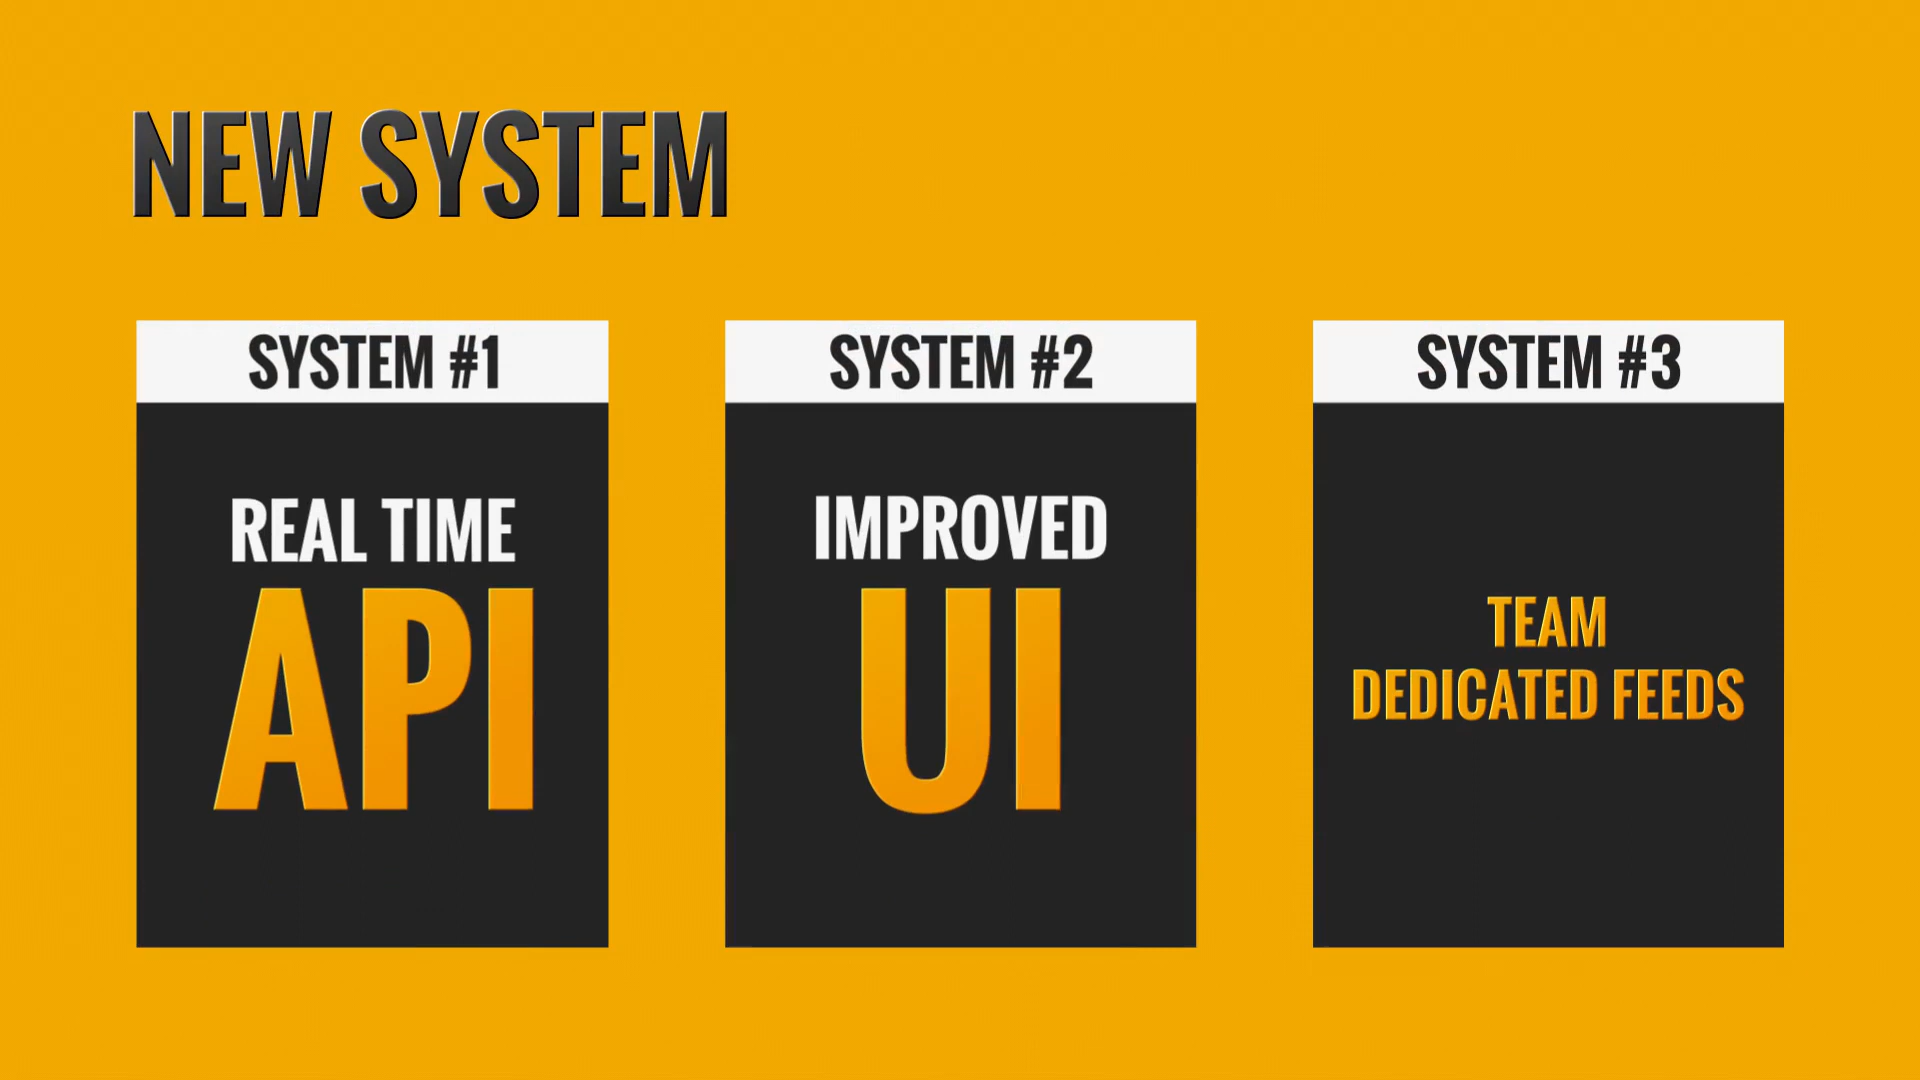 NEW SYSTEM
SYSTEM #1
REAL TIME
API
SYSTEM #2
IMPROVED
UI
SYSTEM #3
TEAM
DEDICATED FEEDS